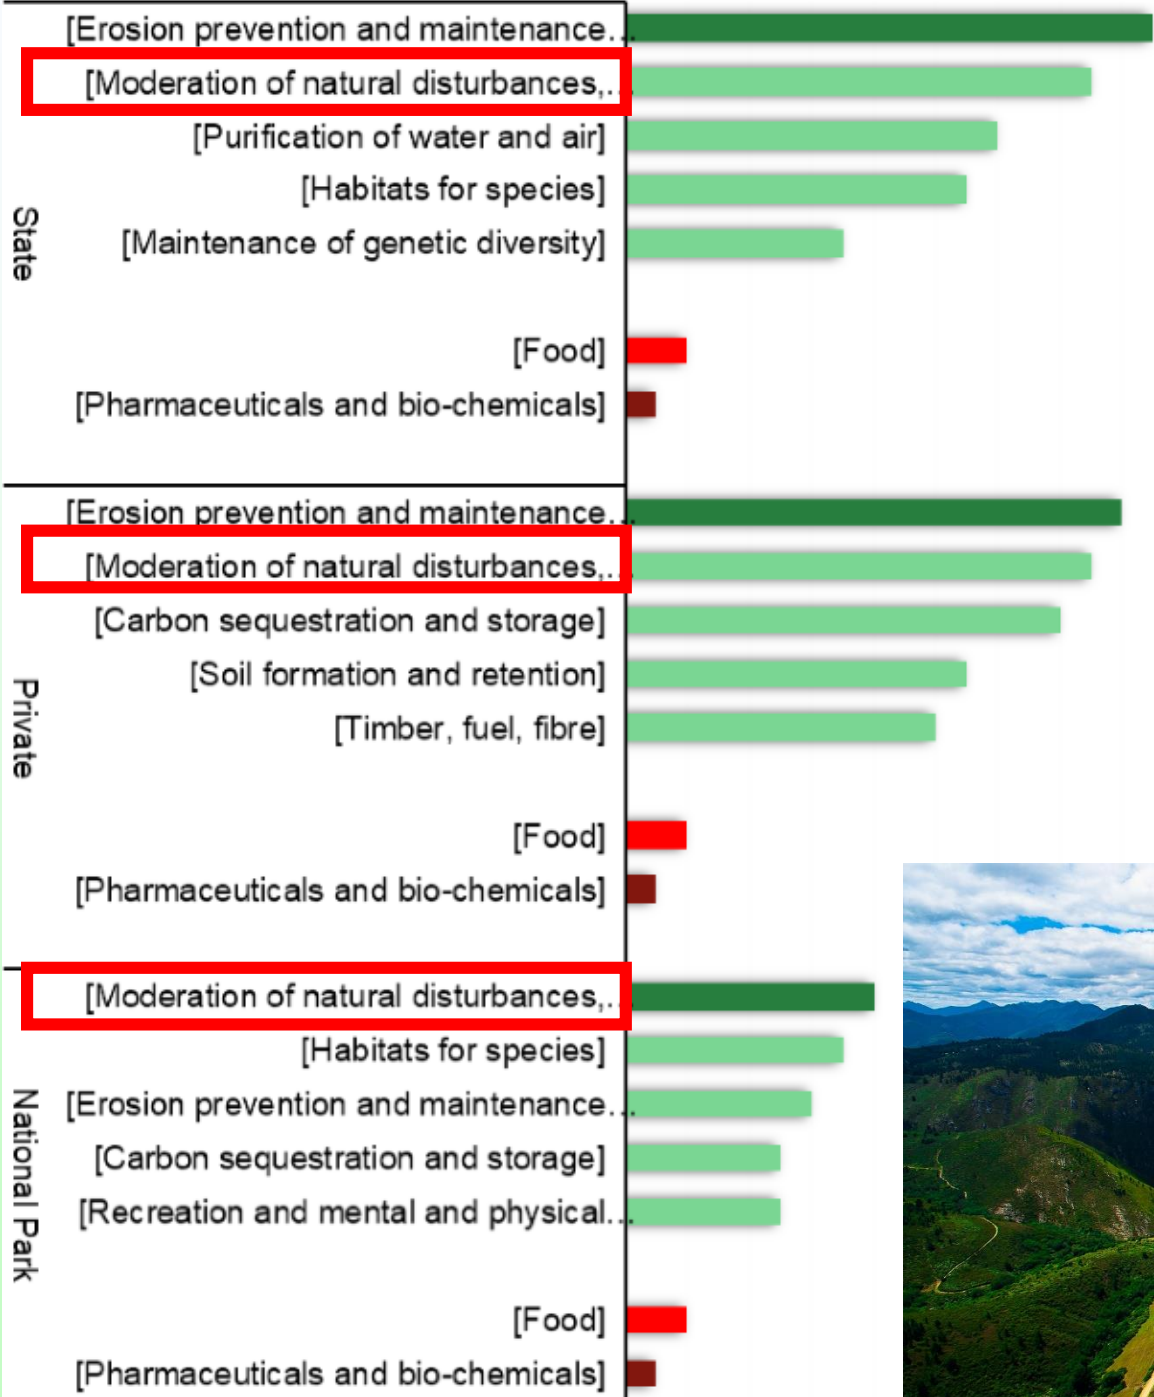 State
[Erosion prevention and maintenance...
[Moderation of natural disturbances,...
[Purification of water and air]
[Habitats for species]
[Maintenance of genetic diversity]
[Food]
[Pharmaceuticals and bio-chemicals]
Private
[Erosion prevention and maintenance...
[Moderation of natural disturbances,...
[Carbon sequestration and storage]
[Soil formation and retention]
[Timber, fuel, fibre]
[Food]
[Pharmaceuticals and bio-chemicals]
National Park
[Moderation of natural disturbances,...
[Habitats for species]
[Erosion prevention and maintenance...
[Carbon sequestration and storage]
[Recreation and mental and physical...
[Food]
[Pharmaceuticals and bio-chemicals]